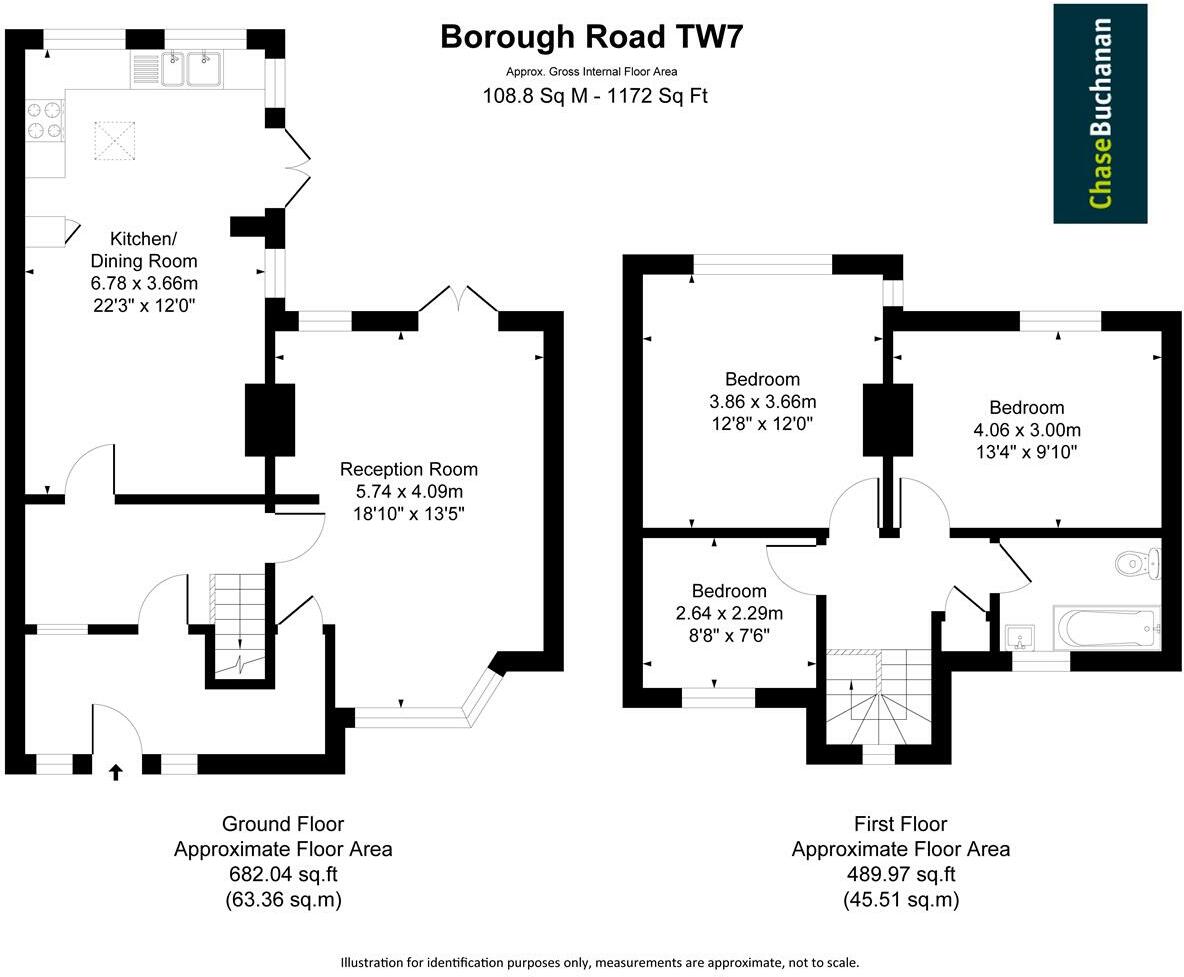 Borough Road TW7
Approx. Gross Internal Floor Area
108.8 Sq M - 1172 Sq Ft
ChaseBuchanan
Kitchen/
Dining Room
6.78 x 3.66m
22'3" x 12'0"
Reception Room
5.74 x 4.09m
18'10" x 13'5"
Bedroom
3.86 x 3.66m
12'8" x 12'0"
Bedroom
4.06 x 3.00m
13'4" x 9'10"
Bedroom
2.64 x 2.29m
8'8" x 7'6"
Ground Floor
Approximate Floor Area
682.04 sq.ft
(63.36 sq.m)
First Floor
Approximate Floor Area
489.97 sq.ft
(45.51 sq.m)
Illustration for identification purposes only, measurements are approximate, not to scale.